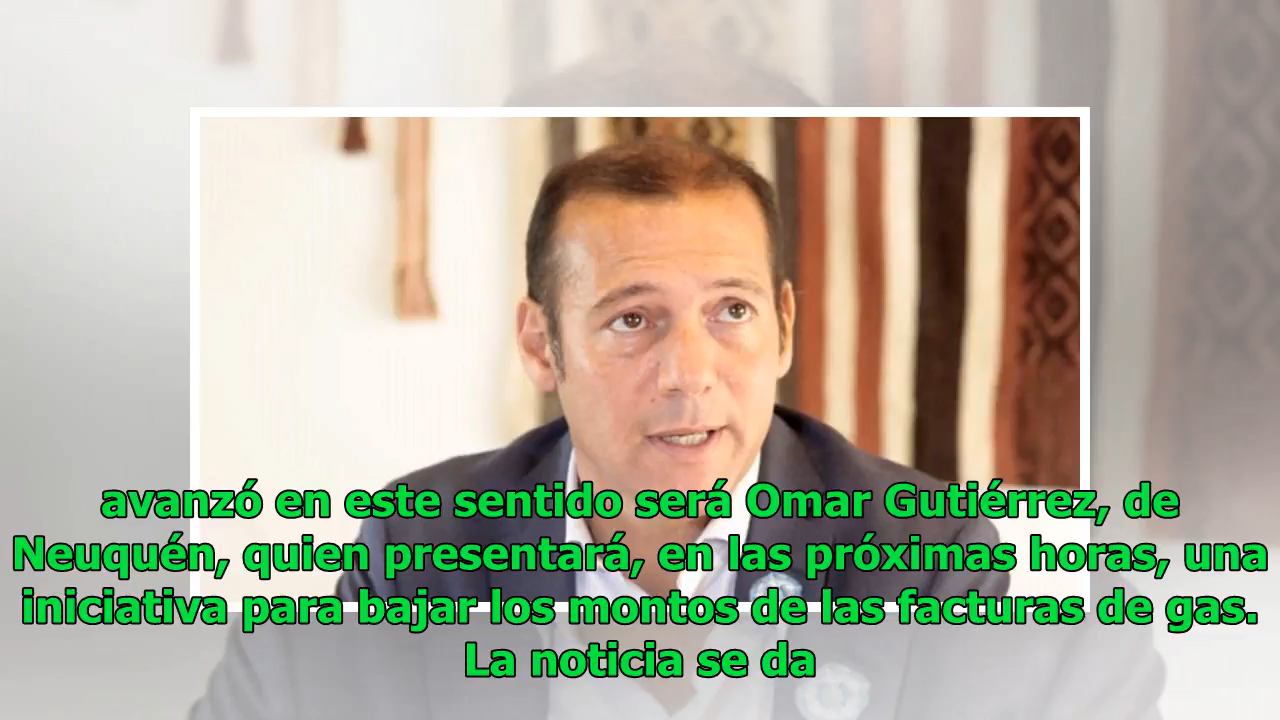 avanzó en este sentido será Omar Gutiérrez, de
Neuquén, quien presentará, en las próximas horas, una
iniciativa para bajar los montos de las facturas de gas.
La noticia se da